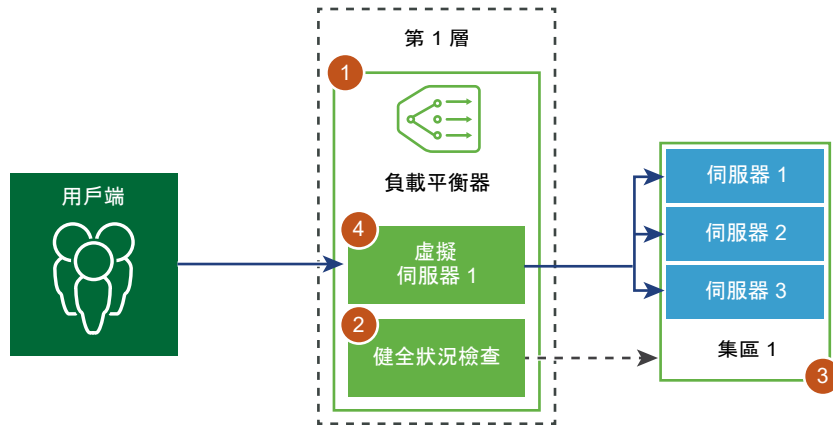 第 1 層
1
負載平衡器
用戶端
4
虛擬
伺服器 1
2
健全狀況檢查
伺服器 1
伺服器 2
伺服器 3
集區 1
3